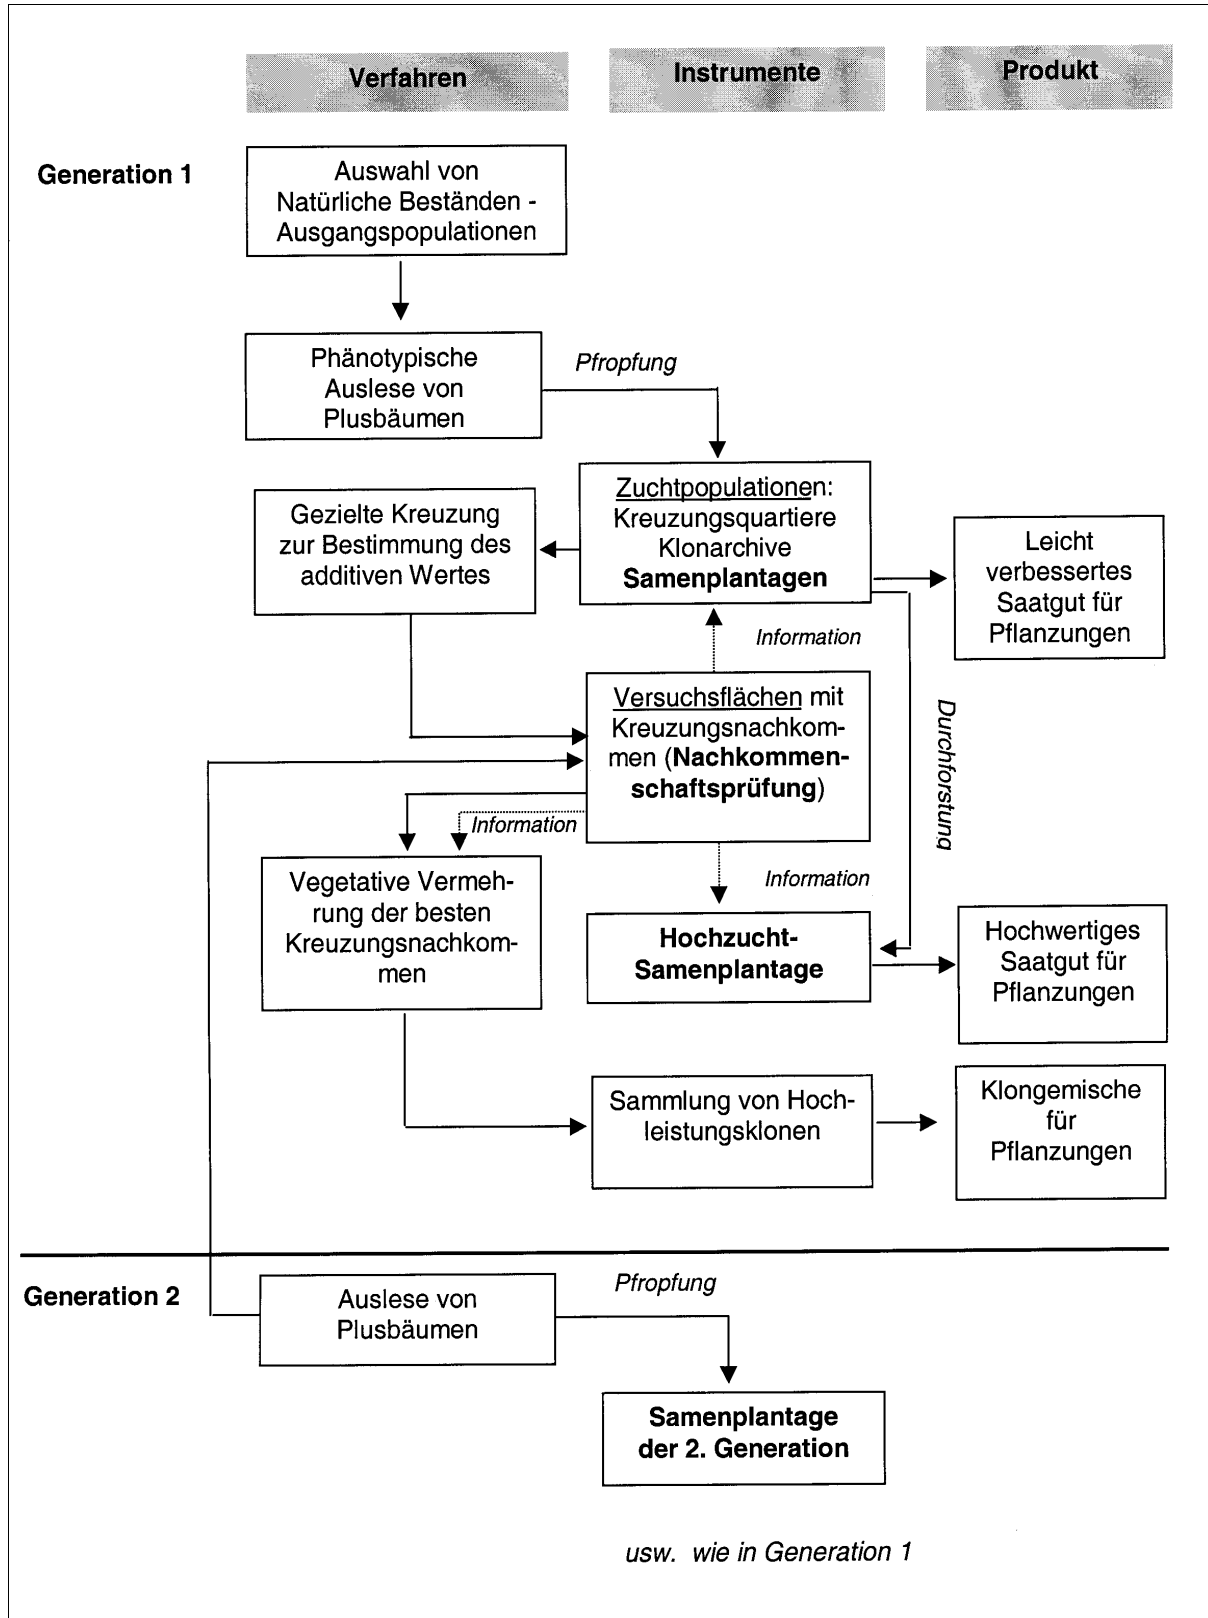 Verfahren
Instrumente
Produkt
Generation 1
Auswahl von
Natürliche Beständen -
Ausgangspopulationen
Phänotypische
Auslese von
Plusbäumen
Pfropfung
Zuchtpopulationen:
Kreuzungsquartiere
Klonarchive
Samenplantagen
Gezielte Kreuzung
zur Bestimmung des
additiven Wertes
Leicht
verbessertes
Saatgut für
Pflanzungen
Information
Versuchsflächen mit
Kreuzungsnachkom-
men (Nachkommen-
schaftsprüfung)
Durchforstung
Information
Information
Vegetative Vermeh-
rung der besten
Kreuzungsnachkom-
men
Hochzucht-
Samenplantage
Hochwertiges
Saatgut für
Pflanzungen
Sammlung von Hoch-
leistungsklonen
Klongemische
für
Pflanzungen
Generation 2
Auslese von
Plusbäumen
Pfropfung
Samenplantage
der 2. Generation
usw. wie in Generation 1